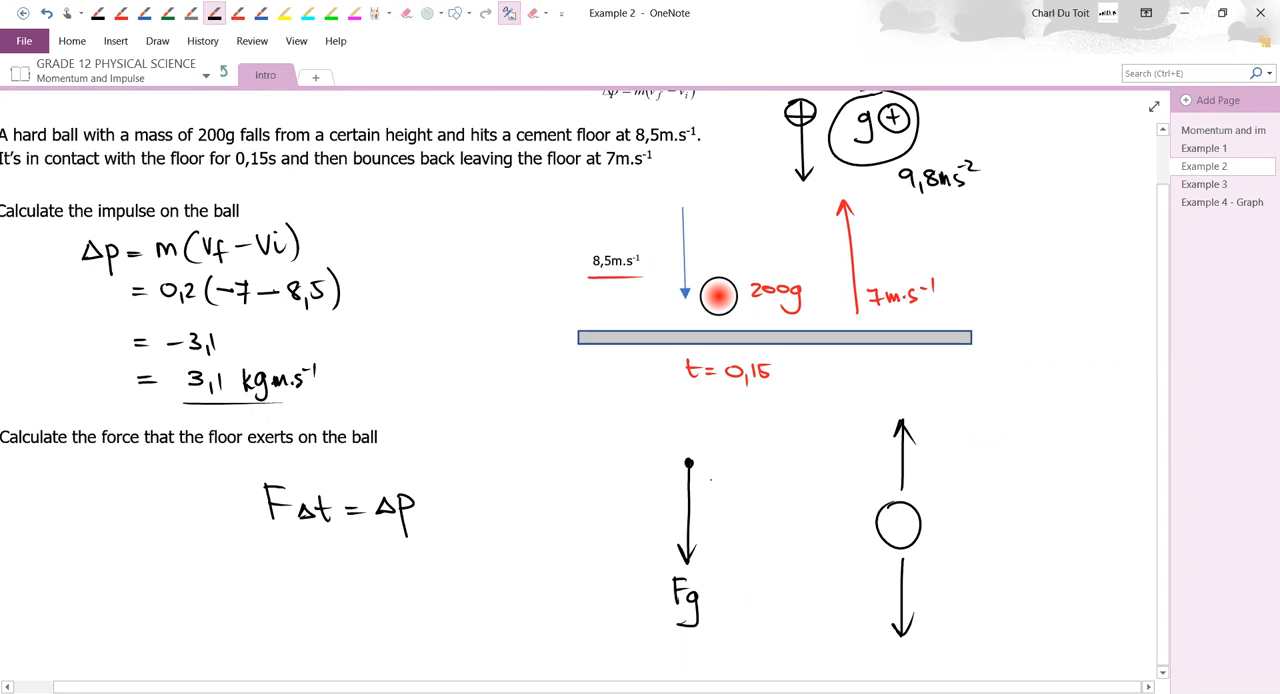 Example 2 - OneNote
Charl Du Toit
File Home Insert Draw History Review View Help
GRADE 12 PHYSICAL SCIENCE
Momentum and Impulse
Intro
Search (Ctrl+E)
Add Page
Momentum and im
Example 1
Example 2
Example 3
Example 4 - Graph
Δp = m(vf − vi)
A hard ball with a mass of 200g falls from a certain height and hits a cement floor at 8,5m.s⁻¹.
It's in contact with the floor for 0,15s and then bounces back leaving the floor at 7m.s⁻¹
g +
9,8ms⁻²
Calculate the impulse on the ball
Δp = m(Vf − Vi)
= 0,2(−7 − 8,5)
= −3,1
= 3,1 kgm.s⁻¹
8,5m.s⁻¹
200g
7m.s⁻¹
t = 0,15
Calculate the force that the floor exerts on the ball
FΔt = Δp
Fg